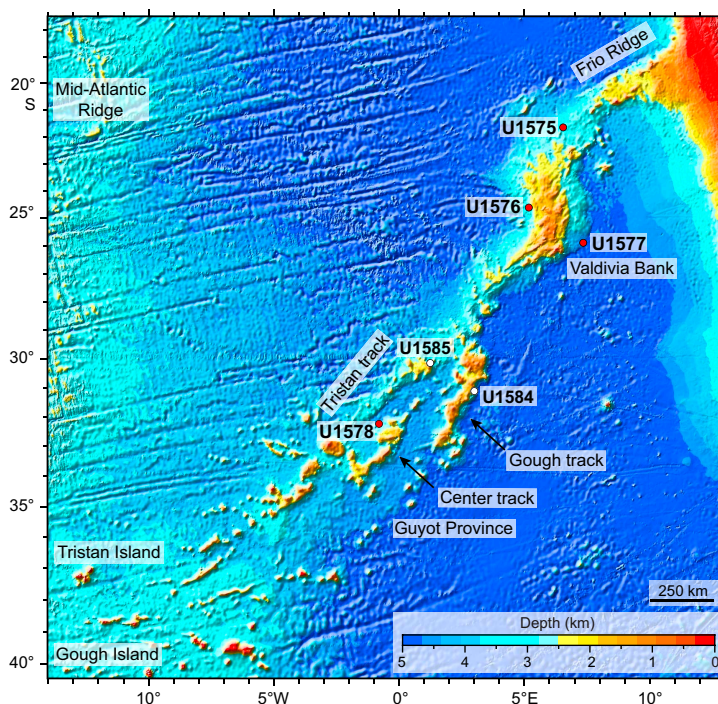 20°
S
25°
30°
35°
40°
Frio Ridge
Mid-Atlantic
Ridge
U1575
U1576
U1577
Valdivia Bank
Tristan track
U1585
U1584
U1578
Gough track
Center track
Guyot Province
Tristan Island
Gough Island
250 km
Depth (km)
5 4 3 2 1 0
10° 5°W 0° 5°E 10°